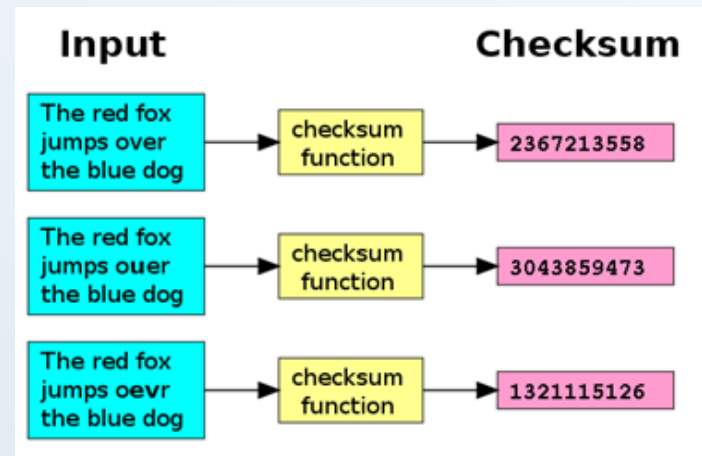 Input
Checksum
The red fox
jumps over
the blue dog
checksum
function
2367213558
The red fox
jumps ouer
the blue dog
checksum
function
3043859473
The red fox
jumps oevr
the blue dog
checksum
function
1321115126